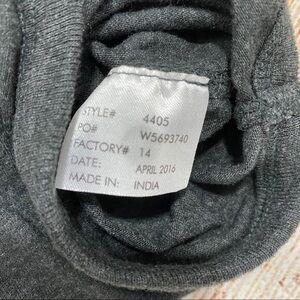 STYLE# 4405
PO# W5693740
FACTORY# 14
DATE: APRIL 2016
MADE IN: INDIA